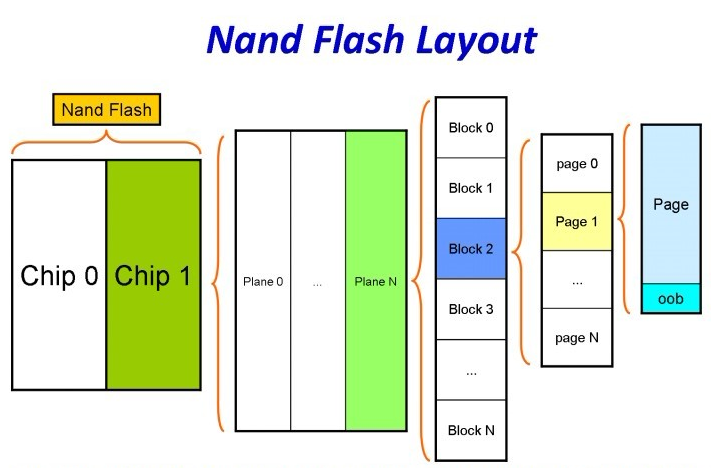 Nand Flash Layout
Nand Flash
Chip 0
Chip 1
Plane 0
...
Plane N
Block 0
Block 1
Block 2
Block 3
...
Block N
page 0
Page 1
...
page N
Page
oob